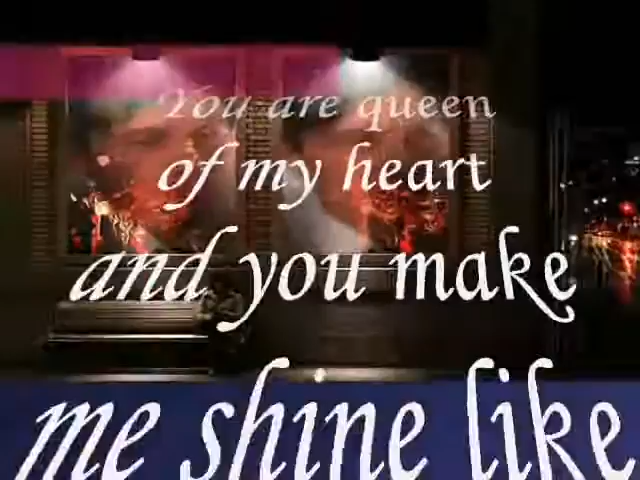 You are queen
of my heart
and you make
me shine like